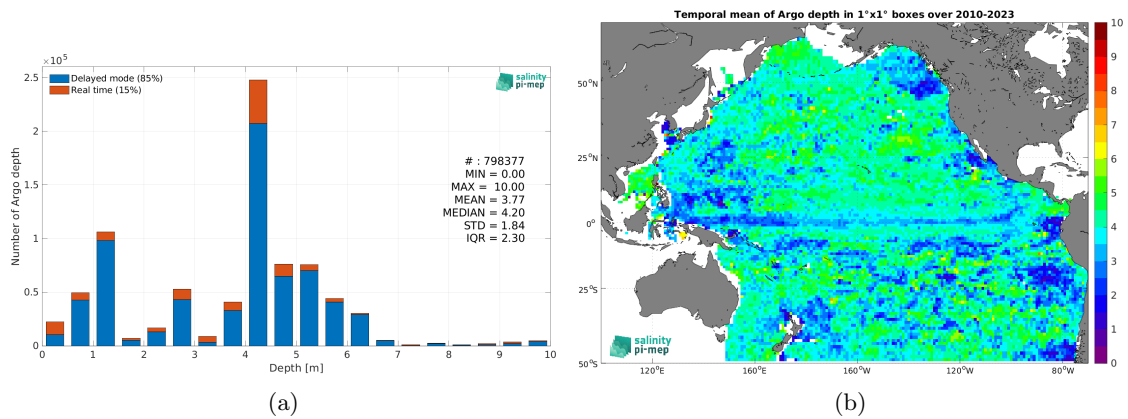 ×10⁵
Delayed mode (85%)
Real time (15%)
salinity
pi-mep
Number of Argo depth
2.5
2
1.5
1
0.5
0
# : 798377
MIN = 0.00
MAX = 10.00
MEAN = 3.77
MEDIAN = 4.20
STD = 1.84
IQR = 2.30
0 1 2 3 4 5 6 7 8 9 10
Depth [m]
(a)
Temporal mean of Argo depth in 1°x1° boxes over 2010-2023
50°N
25°N
0°
25°S
50°S
120°E 160°E 160°W 120°W 80°W
salinity
pi-mep
10
9
8
7
6
5
4
3
2
1
0
(b)